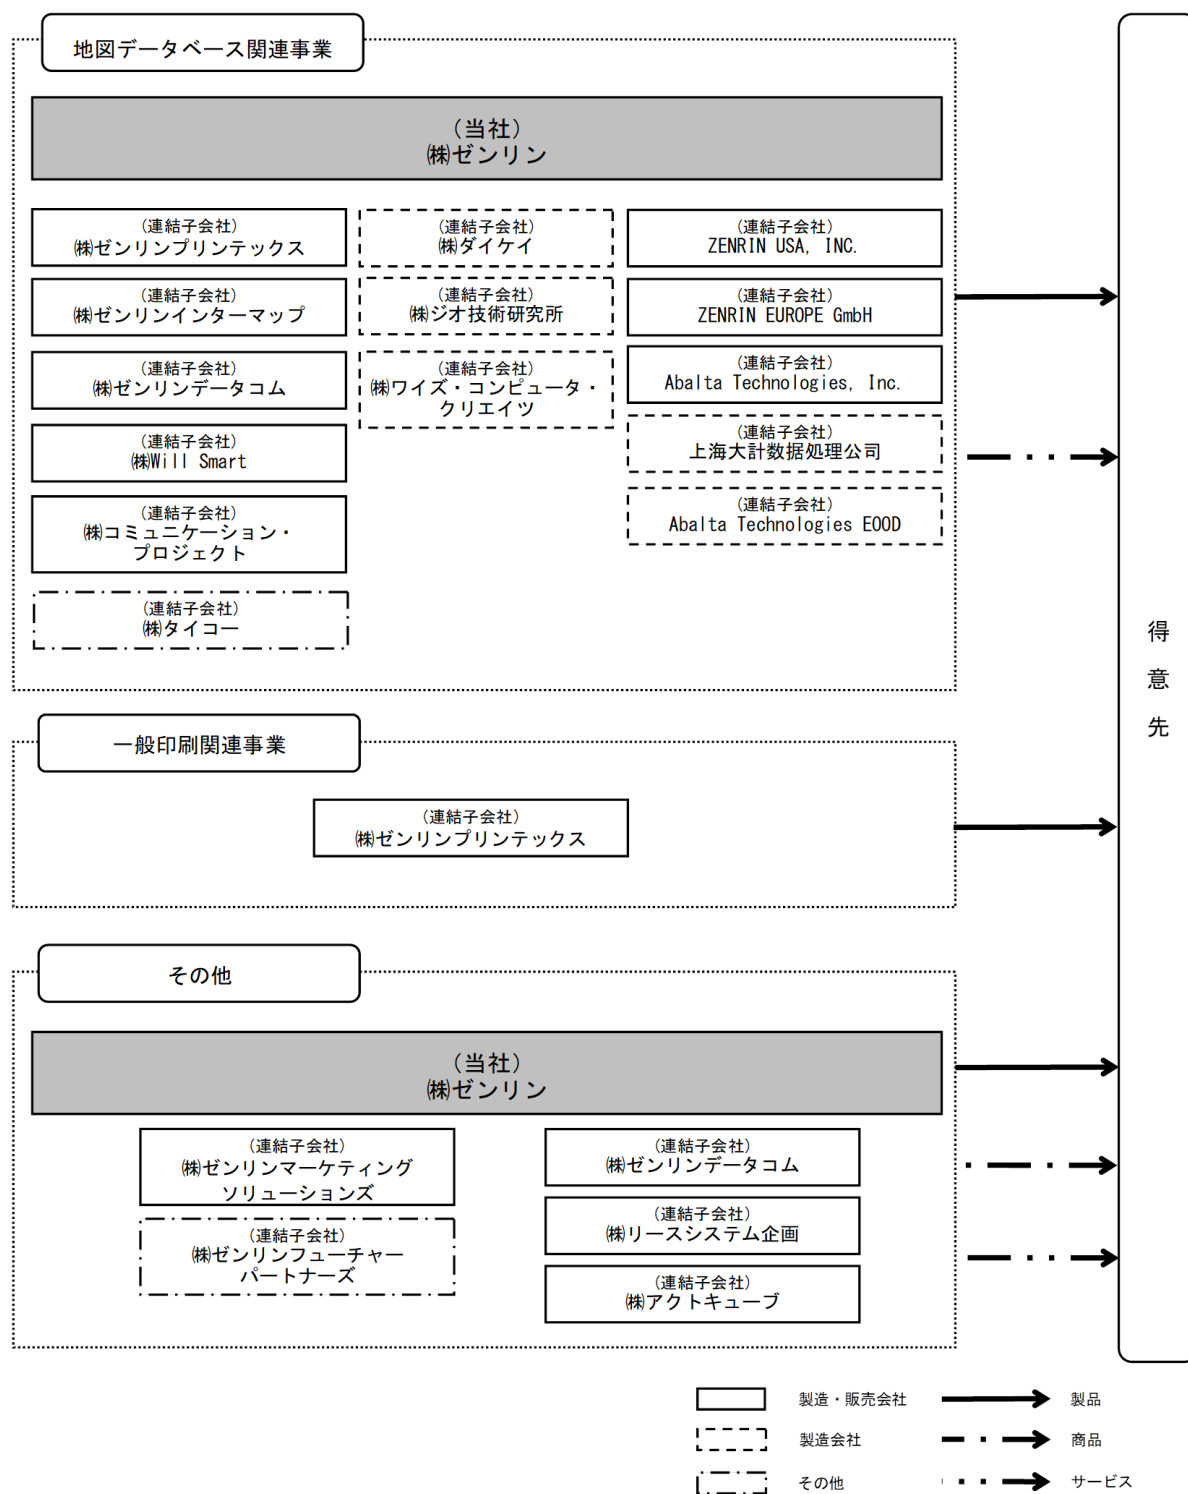 地図データベース関連事業
（当社）
㈱ゼンリン
（連結子会社）
㈱ゼンリンプリンテックス
（連結子会社）
㈱ゼンリンインターマップ
（連結子会社）
㈱ゼンリンデータコム
（連結子会社）
㈱Will Smart
（連結子会社）
㈱コミュニケーション・
プロジェクト
（連結子会社）
㈱タイコー
（連結子会社）
㈱ダイケイ
（連結子会社）
㈱ジオ技術研究所
（連結子会社）
㈱ワイズ・コンピュータ・
クリエイツ
（連結子会社）
ZENRIN USA, INC.
（連結子会社）
ZENRIN EUROPE GmbH
（連結子会社）
Abalta Technologies, Inc.
（連結子会社）
上海大計数据処理公司
（連結子会社）
Abalta Technologies EOOD
一般印刷関連事業
（連結子会社）
㈱ゼンリンプリンテックス
その他
（当社）
㈱ゼンリン
（連結子会社）
㈱ゼンリンマーケティング
ソリューションズ
（連結子会社）
㈱ゼンリンフューチャー
パートナーズ
（連結子会社）
㈱ゼンリンデータコム
（連結子会社）
㈱リースシステム企画
（連結子会社）
㈱アクトキューブ
得意先
製造・販売会社
製品
製造会社
商品
その他
サービス